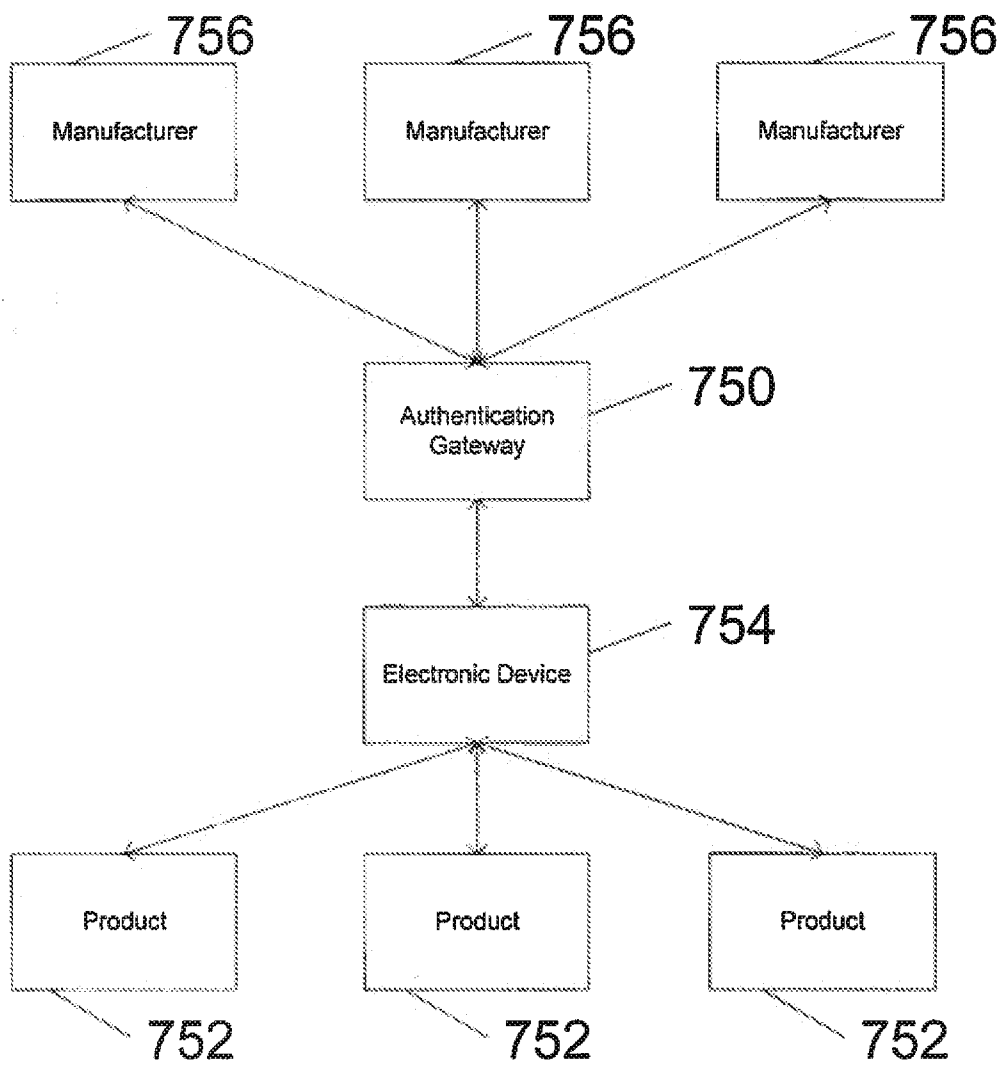 756
756
756
Manufacturer
Manufacturer
Manufacturer
750
Authentication
Gateway
754
Electronic Device
Product
Product
Product
752
752
752